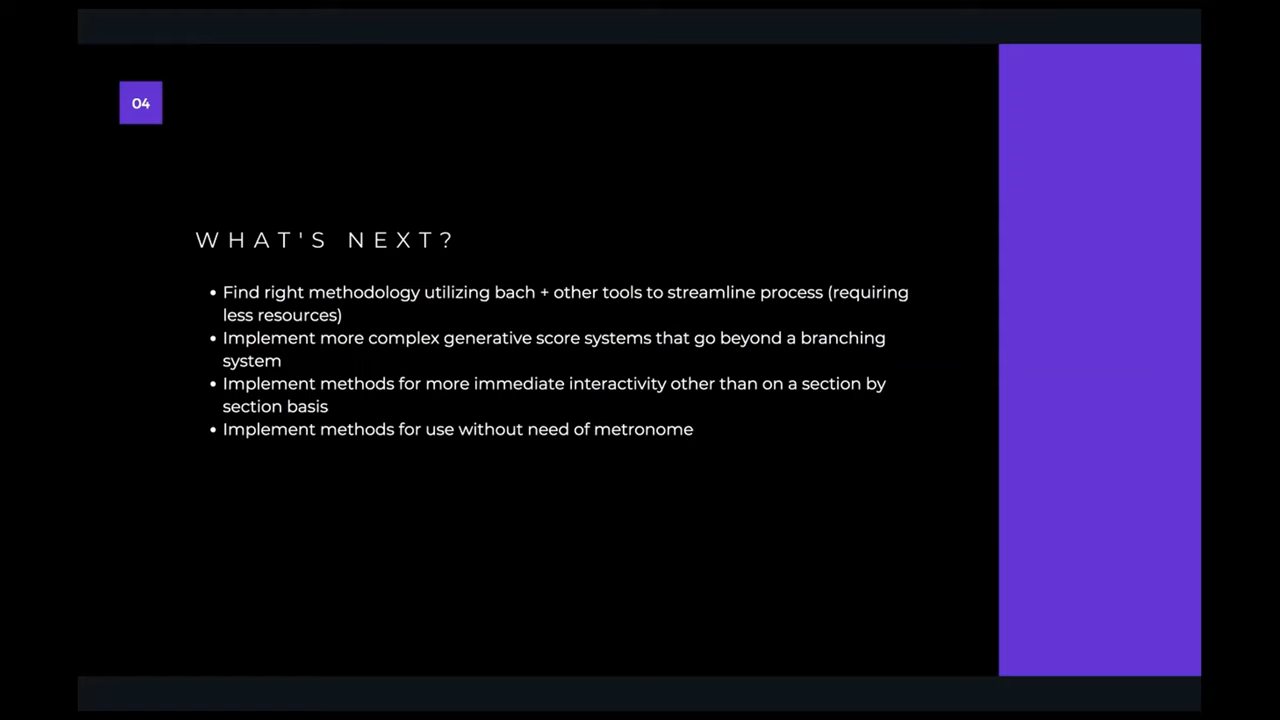 04
WHAT'S NEXT?
• Find right methodology utilizing bach + other tools to streamline process (requiring
less resources)
• Implement more complex generative score systems that go beyond a branching
system
• Implement methods for more immediate interactivity other than on a section by
section basis
• Implement methods for use without need of metronome